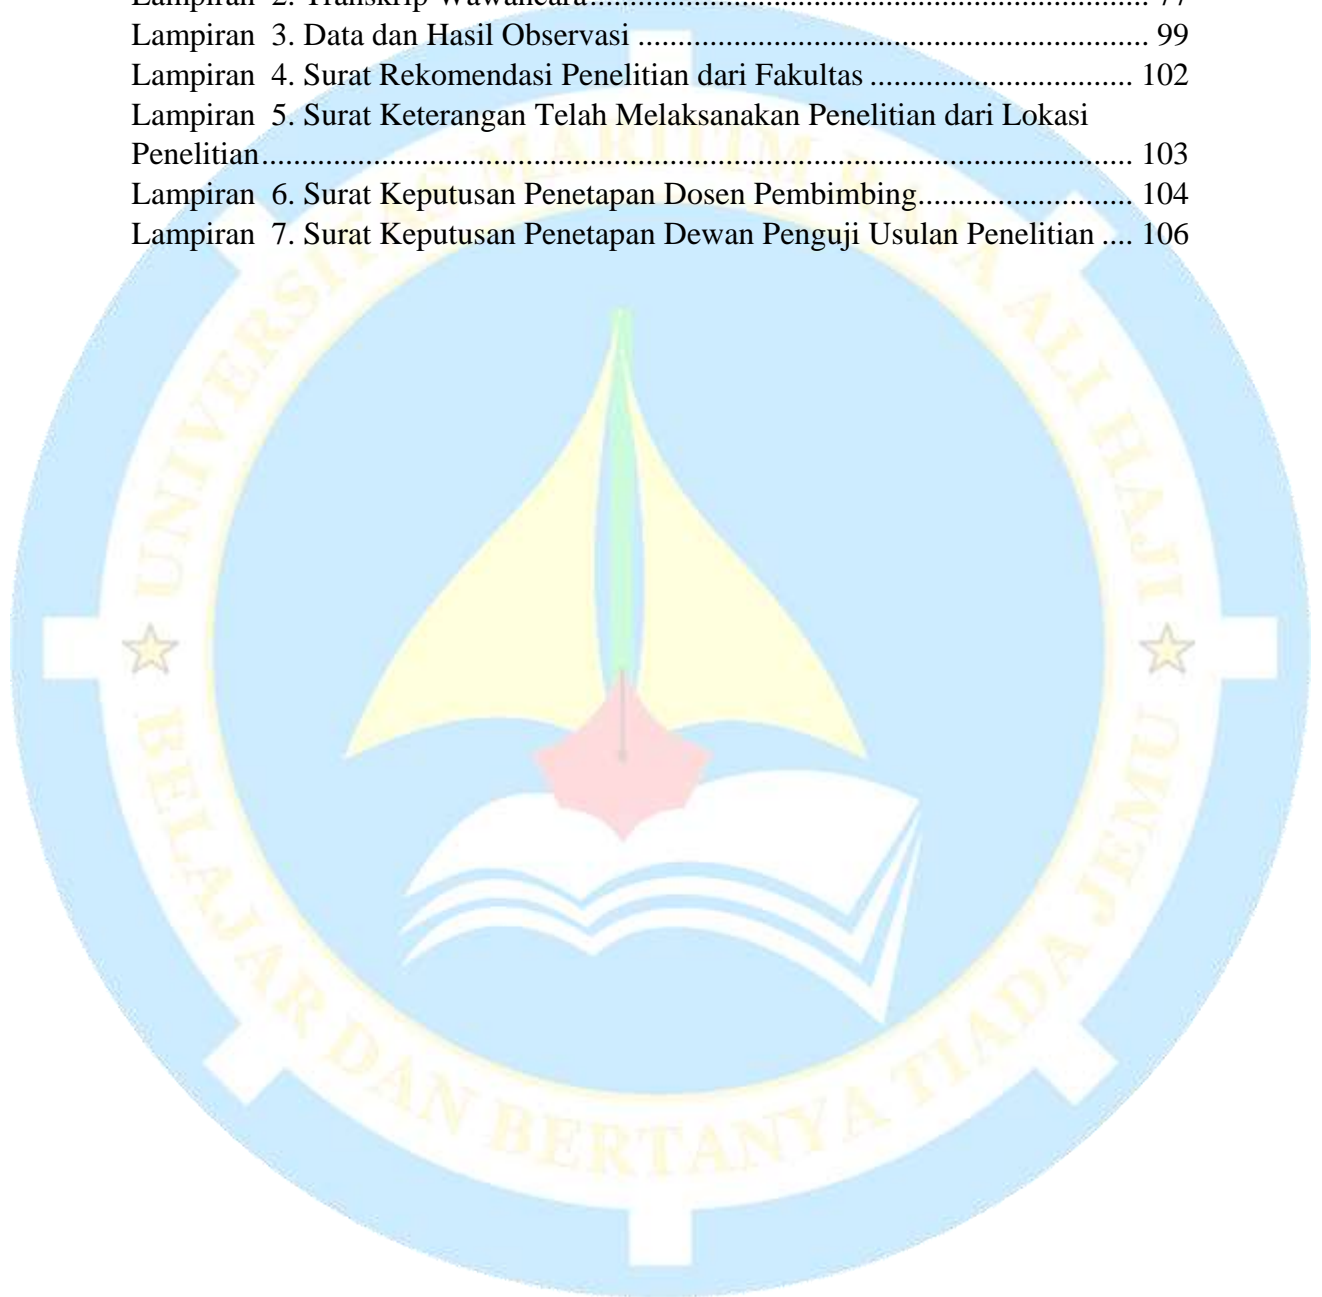 Lampiran 2. Transkrip Wawancara........................................................................ 77
Lampiran 3. Data dan Hasil Observasi ................................................................ 99
Lampiran 4. Surat Rekomendasi Penelitian dari Fakultas ................................. 102
Lampiran 5. Surat Keterangan Telah Melaksanakan Penelitian dari Lokasi
Penelitian............................................................................................................. 103
Lampiran 6. Surat Keputusan Penetapan Dosen Pembimbing........................... 104
Lampiran 7. Surat Keputusan Penetapan Dewan Penguji Usulan Penelitian .... 106
UNIVERSITAS MARITIM RAJA ALI HAJI
BELAJAR DAN BERTANYA TIADA JEMU